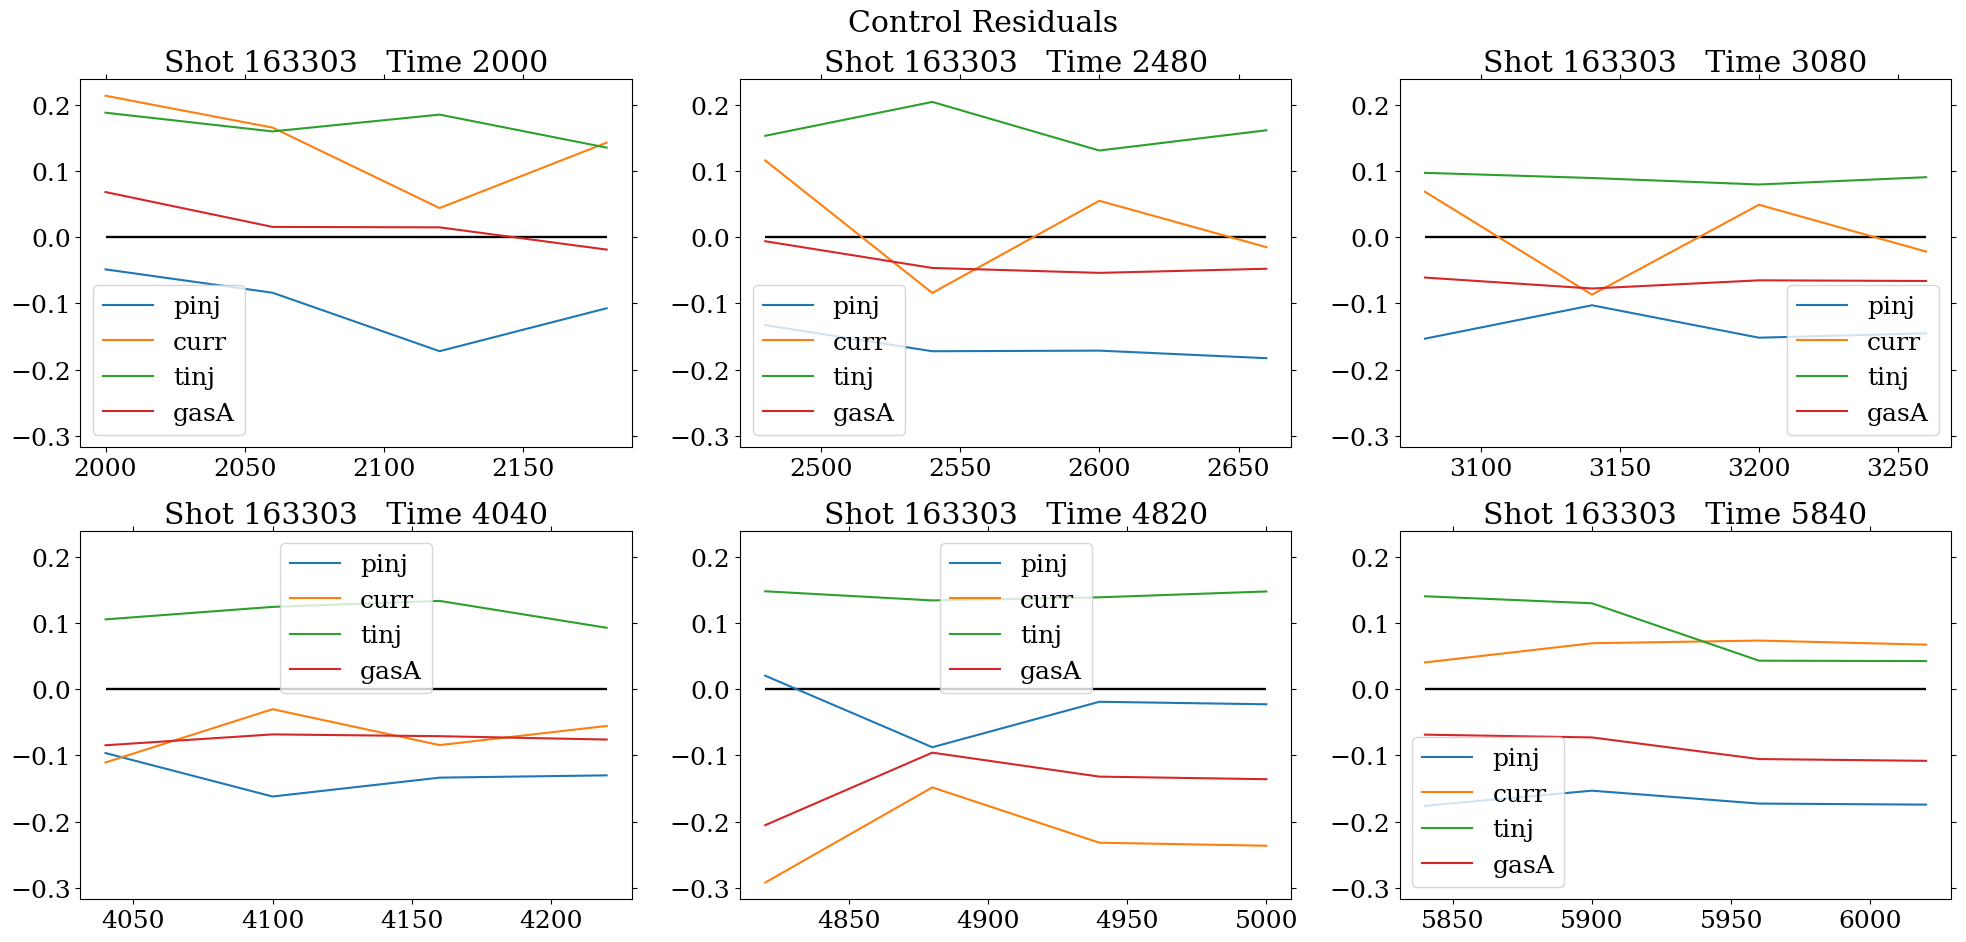 Control Residuals
Shot 163303   Time 2000
Shot 163303   Time 2480
Shot 163303   Time 3080
0.2
0.1
0.0
−0.1
−0.2
−0.3
pinj
curr
tinj
gasA
2000 2050 2100 2150
0.2
0.1
0.0
−0.1
−0.2
−0.3
pinj
curr
tinj
gasA
2500 2550 2600 2650
0.2
0.1
0.0
−0.1
−0.2
−0.3
pinj
curr
tinj
gasA
3100 3150 3200 3250
Shot 163303   Time 4040
Shot 163303   Time 4820
Shot 163303   Time 5840
0.2
0.1
0.0
−0.1
−0.2
−0.3
pinj
curr
tinj
gasA
4050 4100 4150 4200
0.2
0.1
0.0
−0.1
−0.2
−0.3
pinj
curr
tinj
gasA
4850 4900 4950 5000
0.2
0.1
0.0
−0.1
−0.2
−0.3
pinj
curr
tinj
gasA
5850 5900 5950 6000